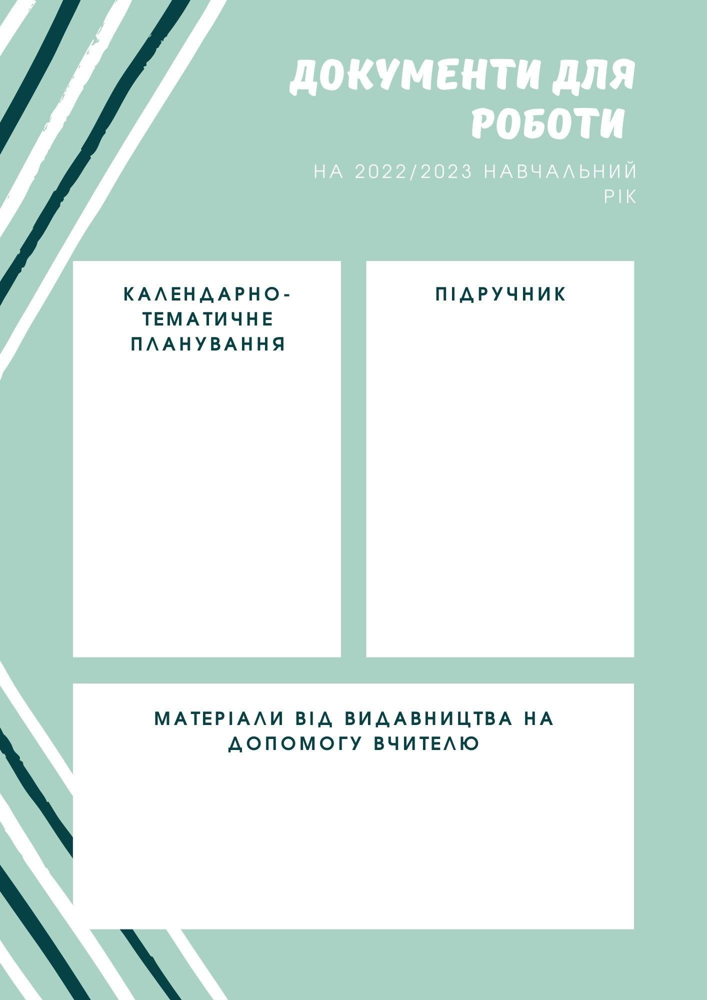 ДОКУМЕНТИ ДЛЯ
РОБОТИ
НА 2022/2023 НАВЧАЛЬНИЙ
РІК
КАЛЕНДАРНО-
ТЕМАТИЧНЕ
ПЛАНУВАННЯ
ПІДРУЧНИК
МАТЕРІАЛИ ВІД ВИДАВНИЦТВА НА
ДОПОМОГУ ВЧИТЕЛЮ